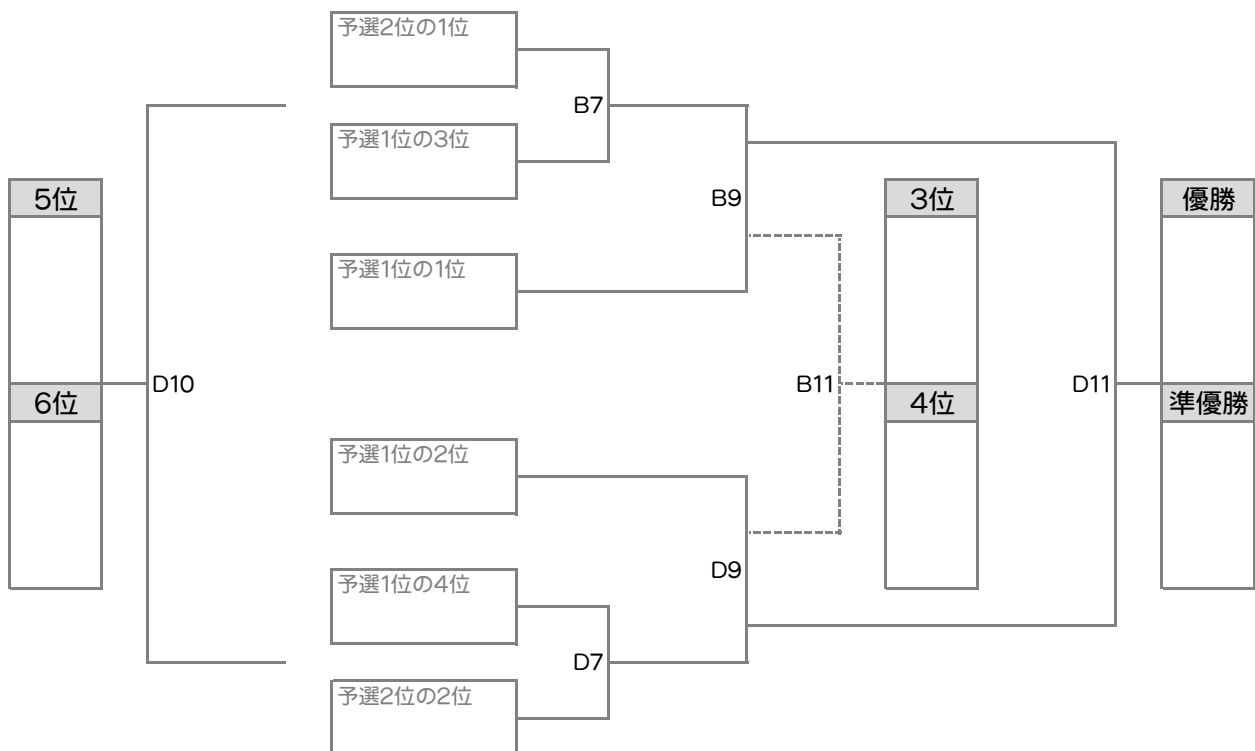 予選2位の1位
B7
予選1位の3位
5位
B9
3位
優勝
予選1位の1位
D10
B11
D11
6位
4位
準優勝
予選1位の2位
D9
予選1位の4位
D7
予選2位の2位